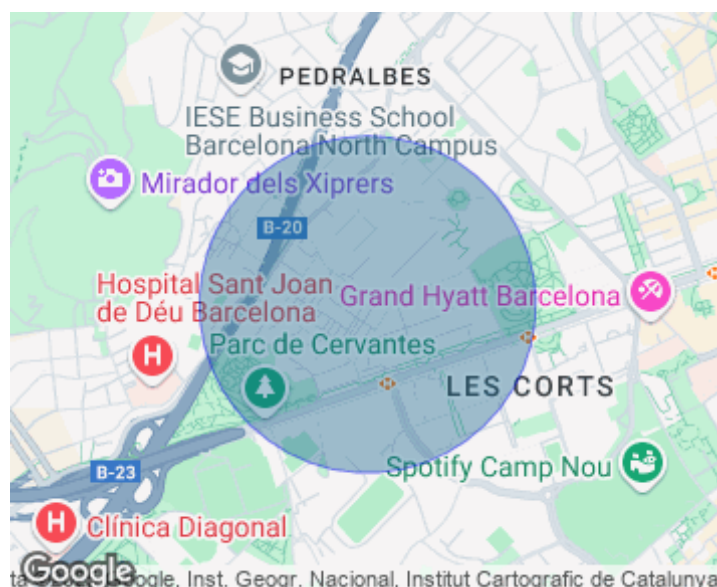 PEDRALBES
IESE Business School
Barcelona North Campus
Mirador dels Xiprers
B-20
Hospital Sant Joan
de Déu Barcelona
H
Grand Hyatt Barcelona
Parc de Cervantes
LES CORTS
B-23
Spotify Camp Nou
H
Clínica Diagonal
Google
Google, Inst. Geogr. Nacional, Institut Cartogràfic de Catalunya